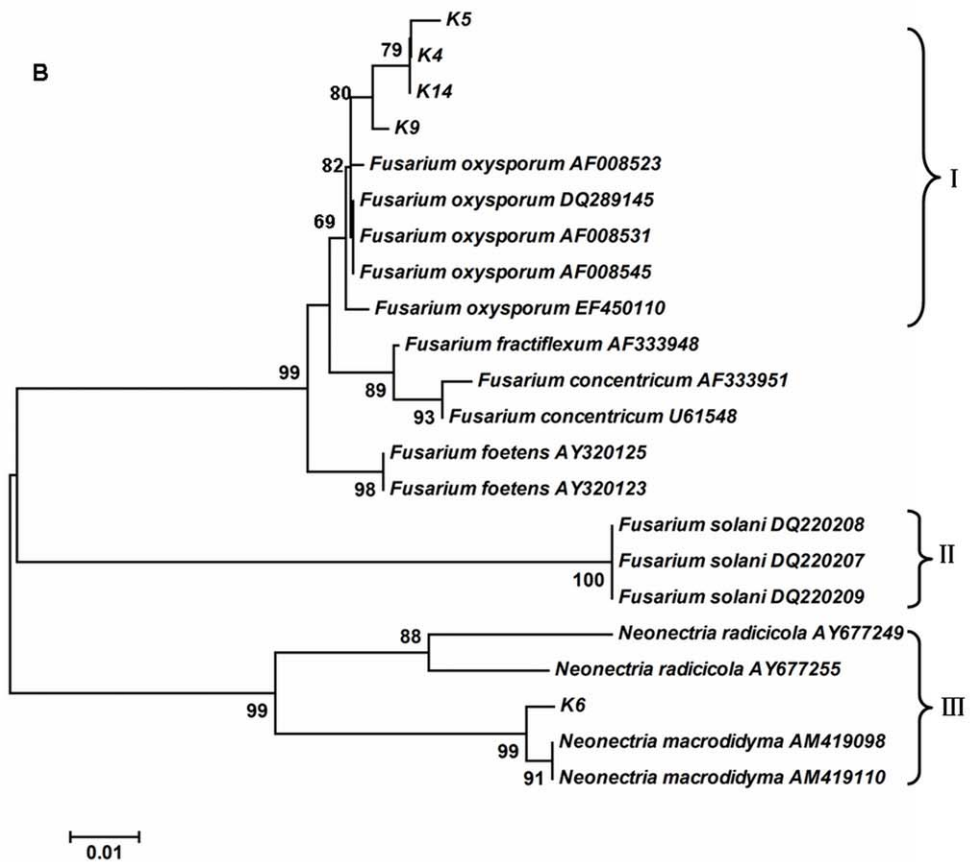 B
K5
79
K4
K14
80
K9
82
Fusarium oxysporum AF008523
I
Fusarium oxysporum DQ289145
69
Fusarium oxysporum AF008531
Fusarium oxysporum AF008545
Fusarium oxysporum EF450110
Fusarium fractiflexum AF333948
99
Fusarium concentricum AF333951
89
Fusarium concentricum U61548
93
Fusarium foetens AY320125
Fusarium foetens AY320123
98
Fusarium solani DQ220208
Fusarium solani DQ220207
II
100
Fusarium solani DQ220209
Neonectria radicicola AY677249
88
Neonectria radicicola AY677255
K6
III
99
Neonectria macrodidyma AM419098
99
Neonectria macrodidyma AM419110
91
0.01